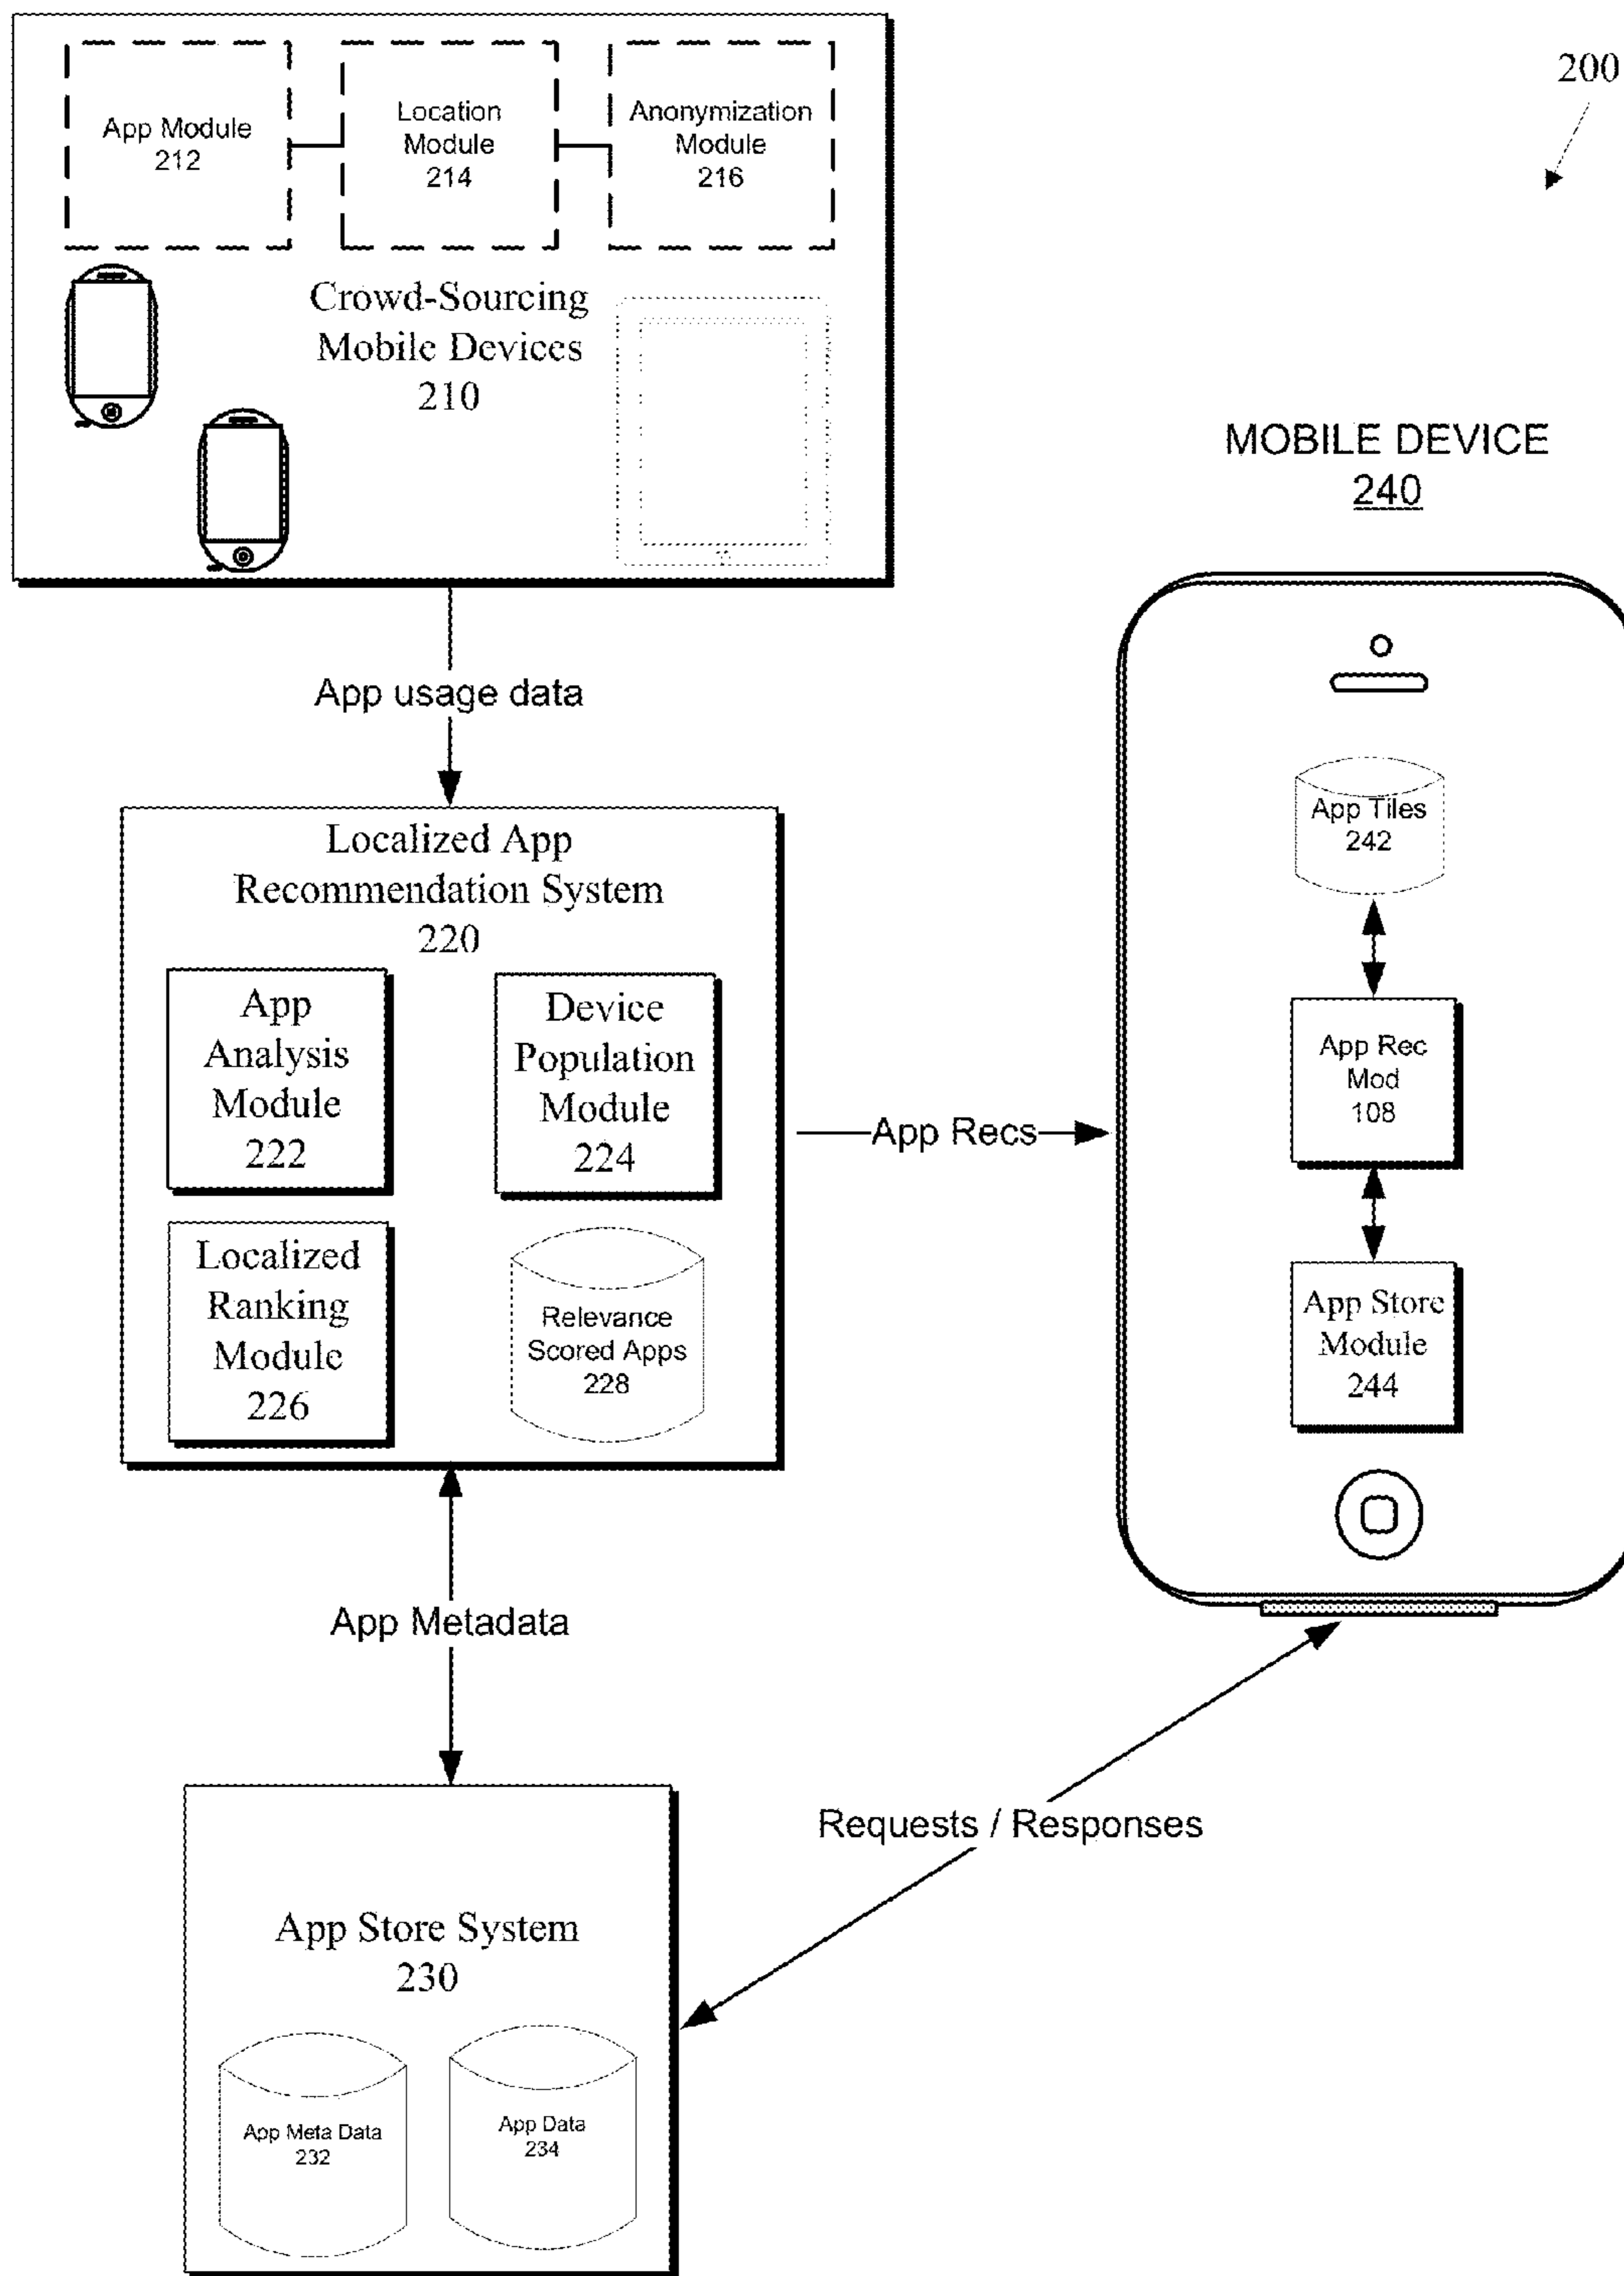 200
App Module
212
Location
Module
214
Anonymization
Module
216
Crowd-Sourcing
Mobile Devices
210
MOBILE DEVICE
240
App usage data
Localized App
Recommendation System
220
App
Analysis
Module
222
Device
Population
Module
224
Localized
Ranking
Module
226
Relevance
Scored Apps
228
App Recs
App Tiles
242
App Rec
Mod
108
App Store
Module
244
App Metadata
Requests / Responses
App Store System
230
App Meta Data
232
App Data
234